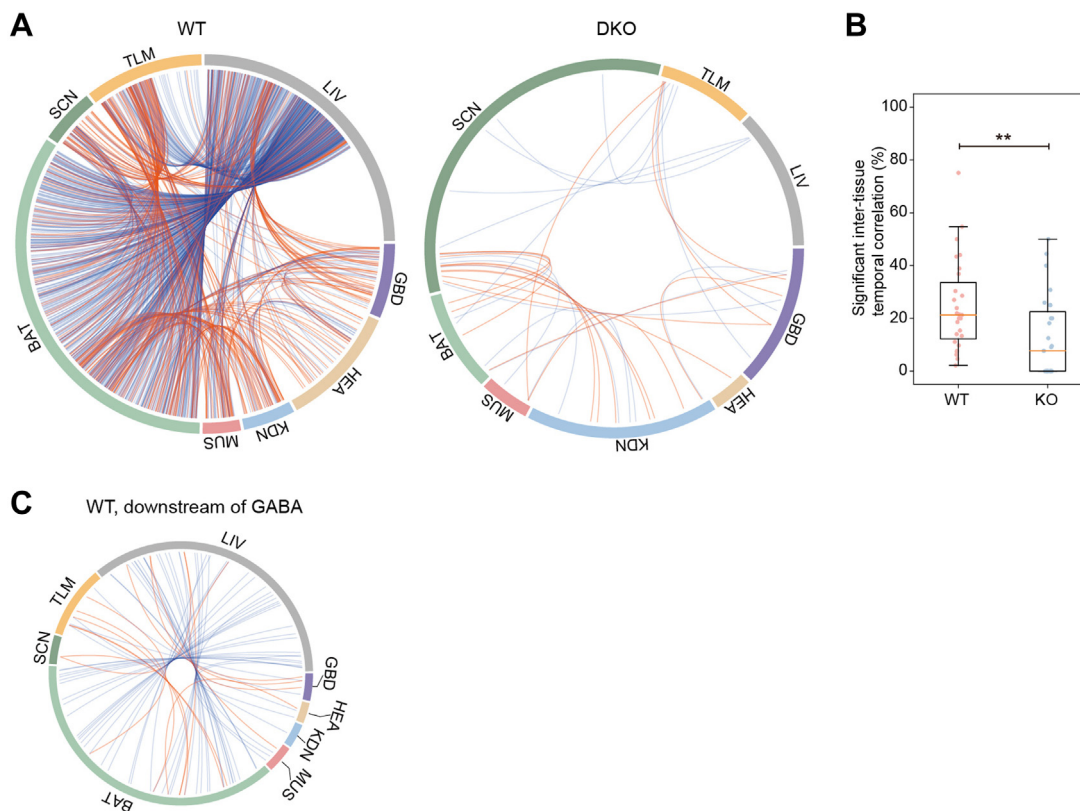 A
WT
TLM
LIV
SCN
BAT
GBD
HEA
KDN
MUS
DKO
SCN
TLM
LIV
BAT
GBD
MUS
KDN
HEA
B
Significant inter-tissue
temporal correlation (%)
100
80
60
40
20
0
**
WT
KO
C
WT, downstream of GABA
LIV
TLM
SCN
BAT
GBD
HEA
KDN
MUS